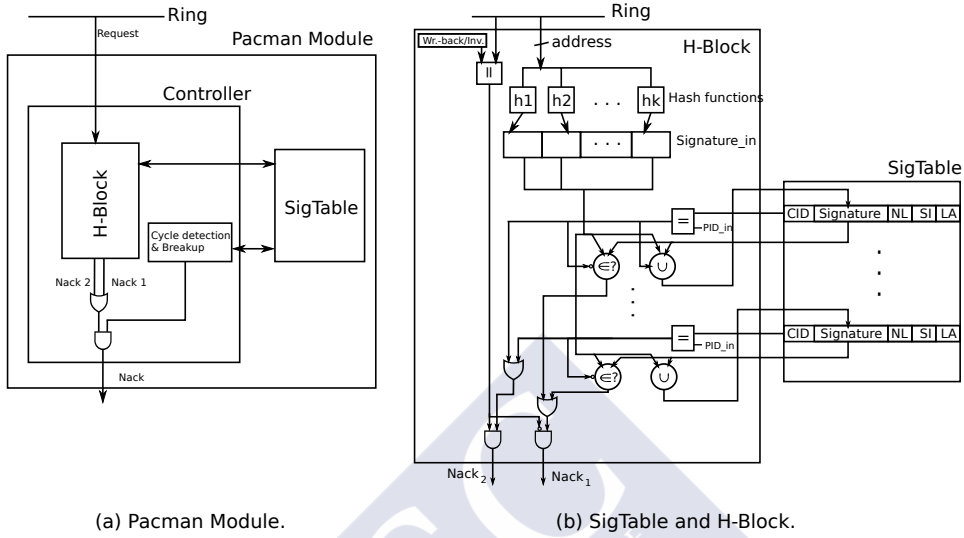 Ring
Request
Pacman Module
Controller
H-Block
SigTable
Cycle detection
& Breakup
Nack 2
Nack 1
Nack
(a) Pacman Module.
Ring
Wr.-back/Inv.
address
H-Block
||
h1 h2 . . . hk
Hash functions
. . .
Signature_in
SigTable
=
PID_in
CID Signature NL SI LA
∈?
∪
=
PID_in
CID Signature NL SI LA
∈?
∪
Nack2
Nack1
(b) SigTable and H-Block.